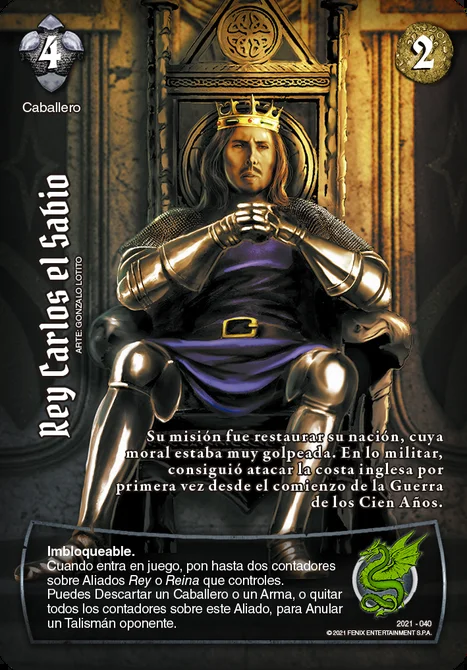 4
2
Caballero
Rey Carlos el Sabio
ARTE: GONZALO LOTITO
Su misión fue restaurar su nación, cuya
moral estaba muy golpeada. En lo militar,
consiguió atacar la costa inglesa por
primera vez desde el comienzo de la Guerra
de los Cien Años.
Imbloqueable.
Cuando entra en juego, pon hasta dos contadores
sobre Aliados Rey o Reina que controles.
Puedes Descartar un Caballero o un Arma, o quitar
todos los contadores sobre este Aliado, para Anular
un Talismán oponente.
2021 - 040
© 2021 FENIX ENTERTAINMENT S.P.A.